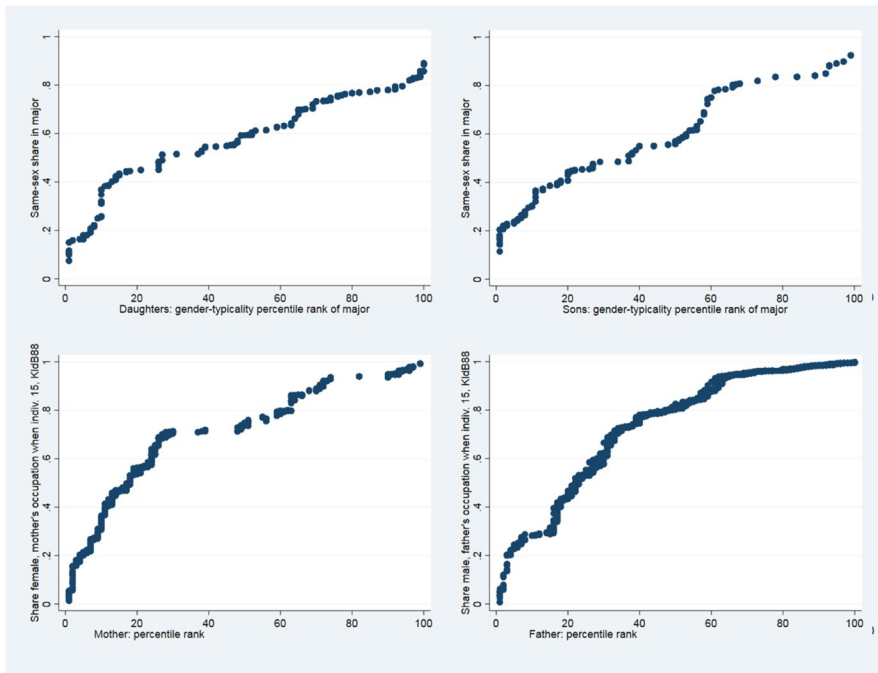 Same-sex share in major
0 .2 .4 .6 .8 1
0 20 40 60 80 100
Daughters: gender-typicality percentile rank of major
Same-sex share in major
0 .2 .4 .6 .8 1
0 20 40 60 80 100
Sons: gender-typicality percentile rank of major
Share female, mother's occupation when indiv. 15, KldB88
0 .2 .4 .6 .8 1
0 20 40 60 80 100
Mother: percentile rank
Share male, father's occupation when indiv. 15, KldB88
0 .2 .4 .6 .8 1
0 20 40 60 80 100
Father: percentile rank